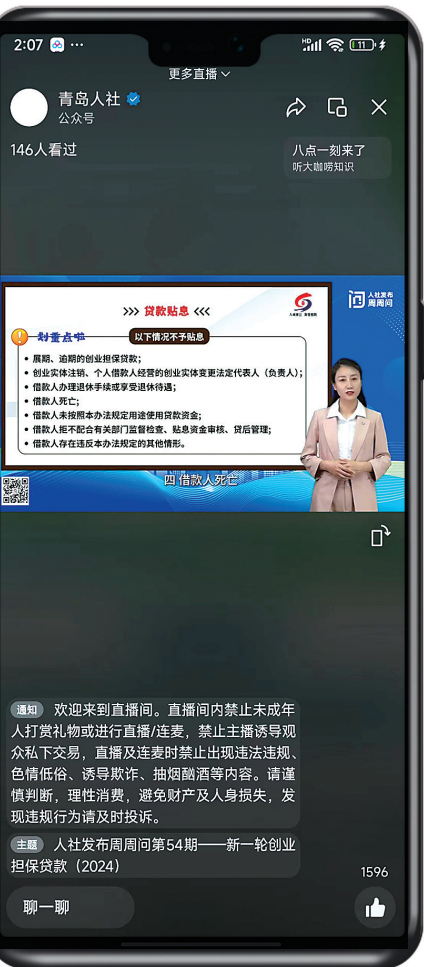 2:07 ··· HD 11
更多直播
青岛人社
公众号
146人看过
八点一刻来了
听大咖唠知识
>>> 贷款贴息 <<<
人社发布
周周问
划重点啦
以下情况不予贴息
• 展期、逾期的创业担保贷款；
• 创业实体注销、个人借款人经营的创业实体变更法定代表人（负责人）；
• 借款人办理退休手续或享受退休待遇；
• 借款人死亡；
• 借款人未按照本办法规定用途使用贷款资金；
• 借款人拒不配合有关部门监督检查、贴息资金审核、贷后管理；
• 借款人存在违反本办法规定的其他情形。
四 借款人死亡
通知 欢迎来到直播间。直播间内禁止未成年
人打赏礼物或进行直播/连麦，禁止主播诱导观
众私下交易，直播及连麦时禁止出现违法违规、
色情低俗、诱导欺诈、抽烟酗酒等内容。请谨
慎判断，理性消费，避免财产及人身损失，发
现违规行为请及时投诉。
主题 人社发布周周问第54期——新一轮创业
担保贷款（2024）
1596
聊一聊